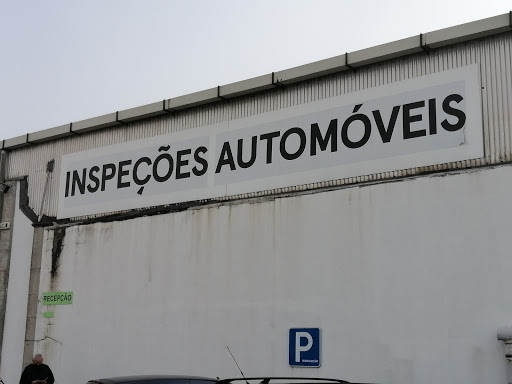 INSPEÇÕES AUTOMÓVEIS
RECEPÇÃO
P